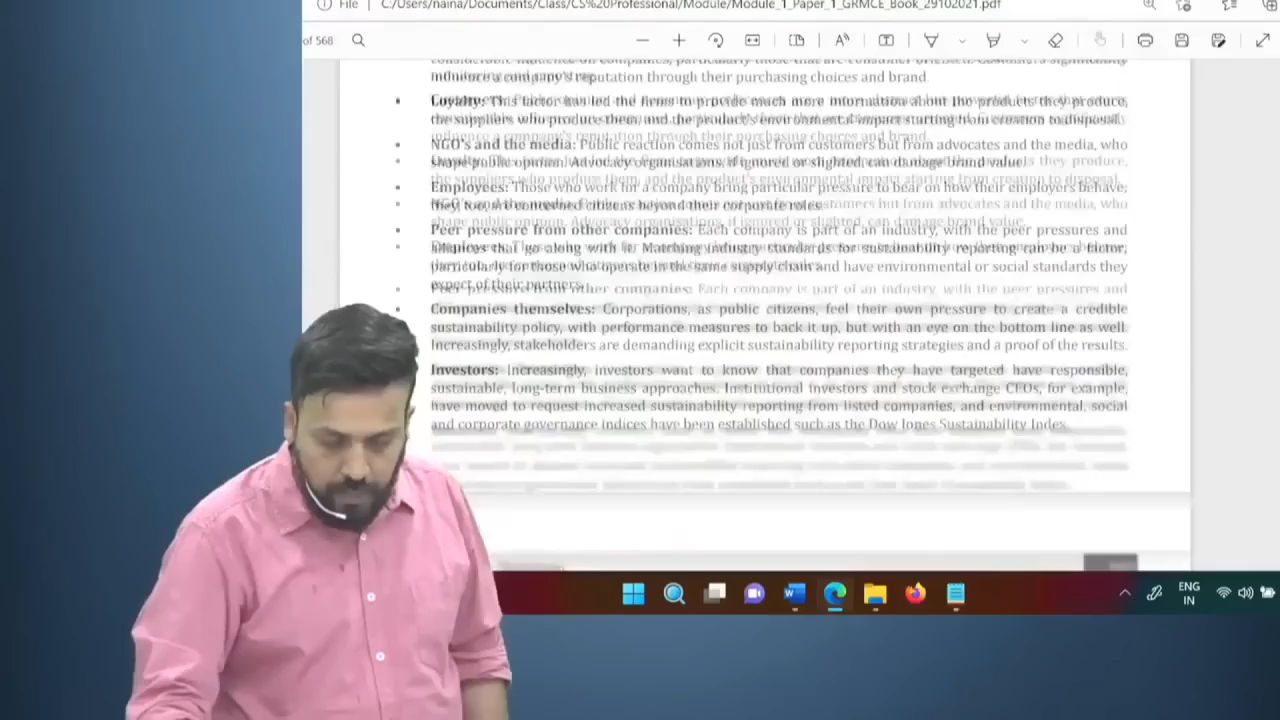 File | C:/Users/naina/Documents/Class/CS%20Professional/Module/Module_1_Paper_1_GRMCE_Book_29102021.pdf
of 568
influence a company's reputation through their purchasing choices and brand.
Loyalty: This factor has led the firms to provide much more information about the products they produce,
the suppliers who produce them, and the product's environmental impact starting from creation to disposal.
NGO's and the media: Public reaction comes not just from customers but from advocates and the media, who
shape public opinion. Advocacy organisations, if ignored or slighted, can damage brand value.
Employees: Those who work for a company bring particular pressure to bear on how their employers behave;
they, too, are concerned citizens beyond their corporate roles.
Peer pressure from other companies: Each company is part of an industry, with the peer pressures and
alliances that go along with it. Matching industry standards for sustainability reporting can be a factor;
particularly for those who operate in the same supply chain and have environmental or social standards they
expect of their partners.
Companies themselves: Corporations, as public citizens, feel their own pressure to create a credible
sustainability policy, with performance measures to back it up, but with an eye on the bottom line as well.
Increasingly, stakeholders are demanding explicit sustainability reporting strategies and a proof of the results.
Investors: Increasingly, investors want to know that companies they have targeted have responsible,
sustainable, long-term business approaches. Institutional investors and stock exchange CEOs, for example,
have moved to request increased sustainability reporting from listed companies, and environmental, social
and corporate governance indices have been established such as the Dow Jones Sustainability Index.
ENG
IN